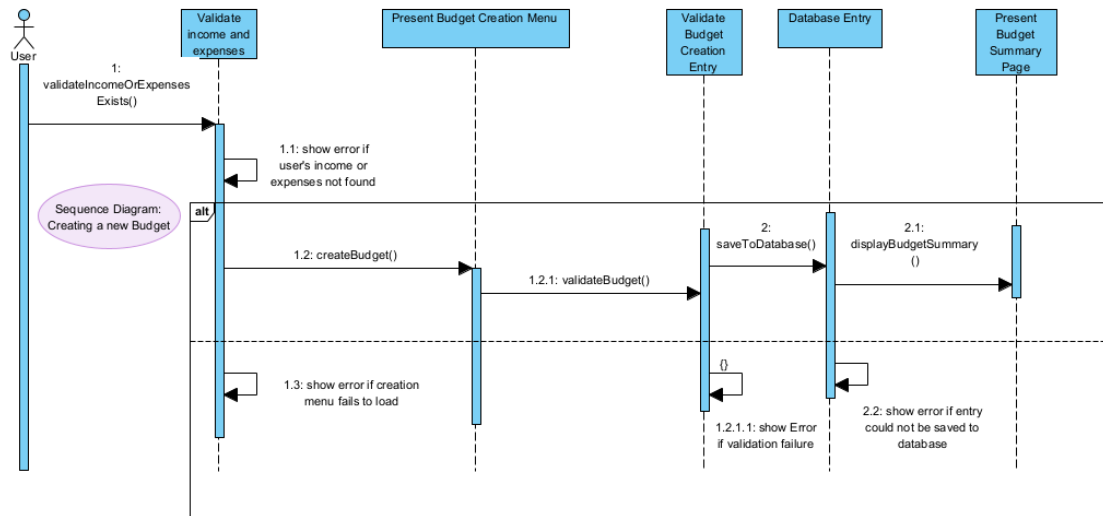 User
Validate
income and
expenses
Present Budget Creation Menu
Validate
Budget
Creation
Entry
Database Entry
Present
Budget
Summary
Page
1:
validateIncomeOrExpenses
Exists()
1.1: show error if
user's income or
expenses not found
Sequence Diagram:
Creating a new Budget
alt
1.2: createBudget()
1.2.1: validateBudget()
2:
saveToDatabase()
2.1:
displayBudgetSummary
()
1.3: show error if creation
menu fails to load
{}
1.2.1.1: show Error
if validation failure
2.2: show error if entry
could not be saved to
database